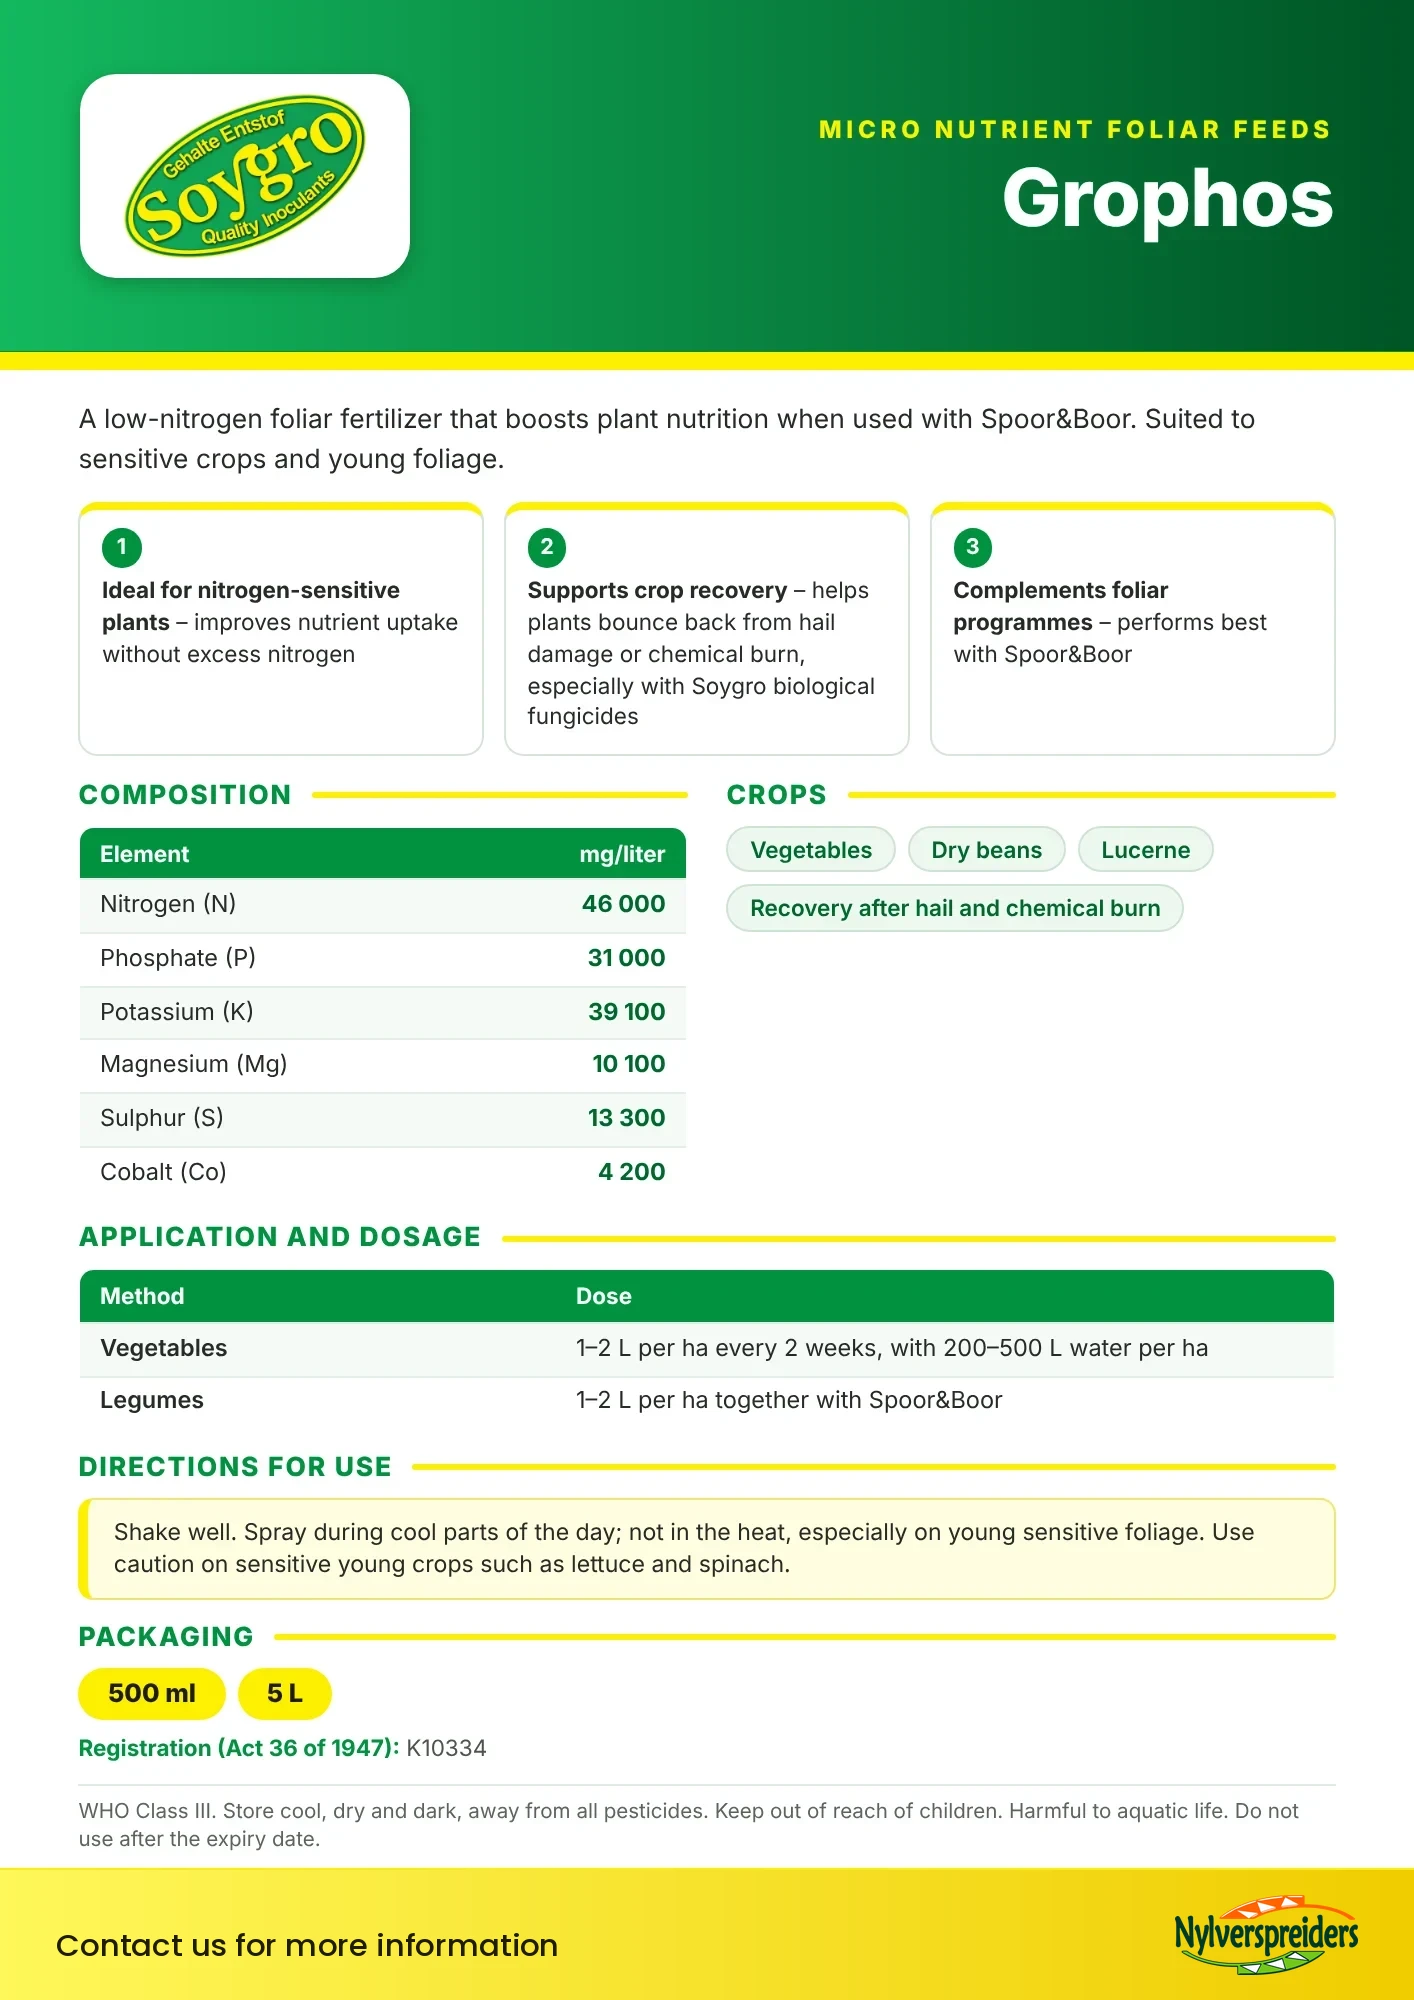 Gehalte Entstof
Soygro
Quality Inoculants
MICRO NUTRIENT FOLIAR FEEDS
Grophos
A low-nitrogen foliar fertilizer that boosts plant nutrition when used with Spoor&Boor. Suited to
sensitive crops and young foliage.
1
Ideal for nitrogen-sensitive
plants – improves nutrient uptake
without excess nitrogen
2
Supports crop recovery – helps
plants bounce back from hail
damage or chemical burn,
especially with Soygro biological
fungicides
3
Complements foliar
programmes – performs best
with Spoor&Boor
COMPOSITION
Element mg/liter
Nitrogen (N) 46 000
Phosphate (P) 31 000
Potassium (K) 39 100
Magnesium (Mg) 10 100
Sulphur (S) 13 300
Cobalt (Co) 4 200
CROPS
Vegetables Dry beans Lucerne
Recovery after hail and chemical burn
APPLICATION AND DOSAGE
Method Dose
Vegetables 1–2 L per ha every 2 weeks, with 200–500 L water per ha
Legumes 1–2 L per ha together with Spoor&Boor
DIRECTIONS FOR USE
Shake well. Spray during cool parts of the day; not in the heat, especially on young sensitive foliage. Use
caution on sensitive young crops such as lettuce and spinach.
PACKAGING
500 ml 5 L
Registration (Act 36 of 1947): K10334
WHO Class III. Store cool, dry and dark, away from all pesticides. Keep out of reach of children. Harmful to aquatic life. Do not
use after the expiry date.
Contact us for more information
Nylverspreiders